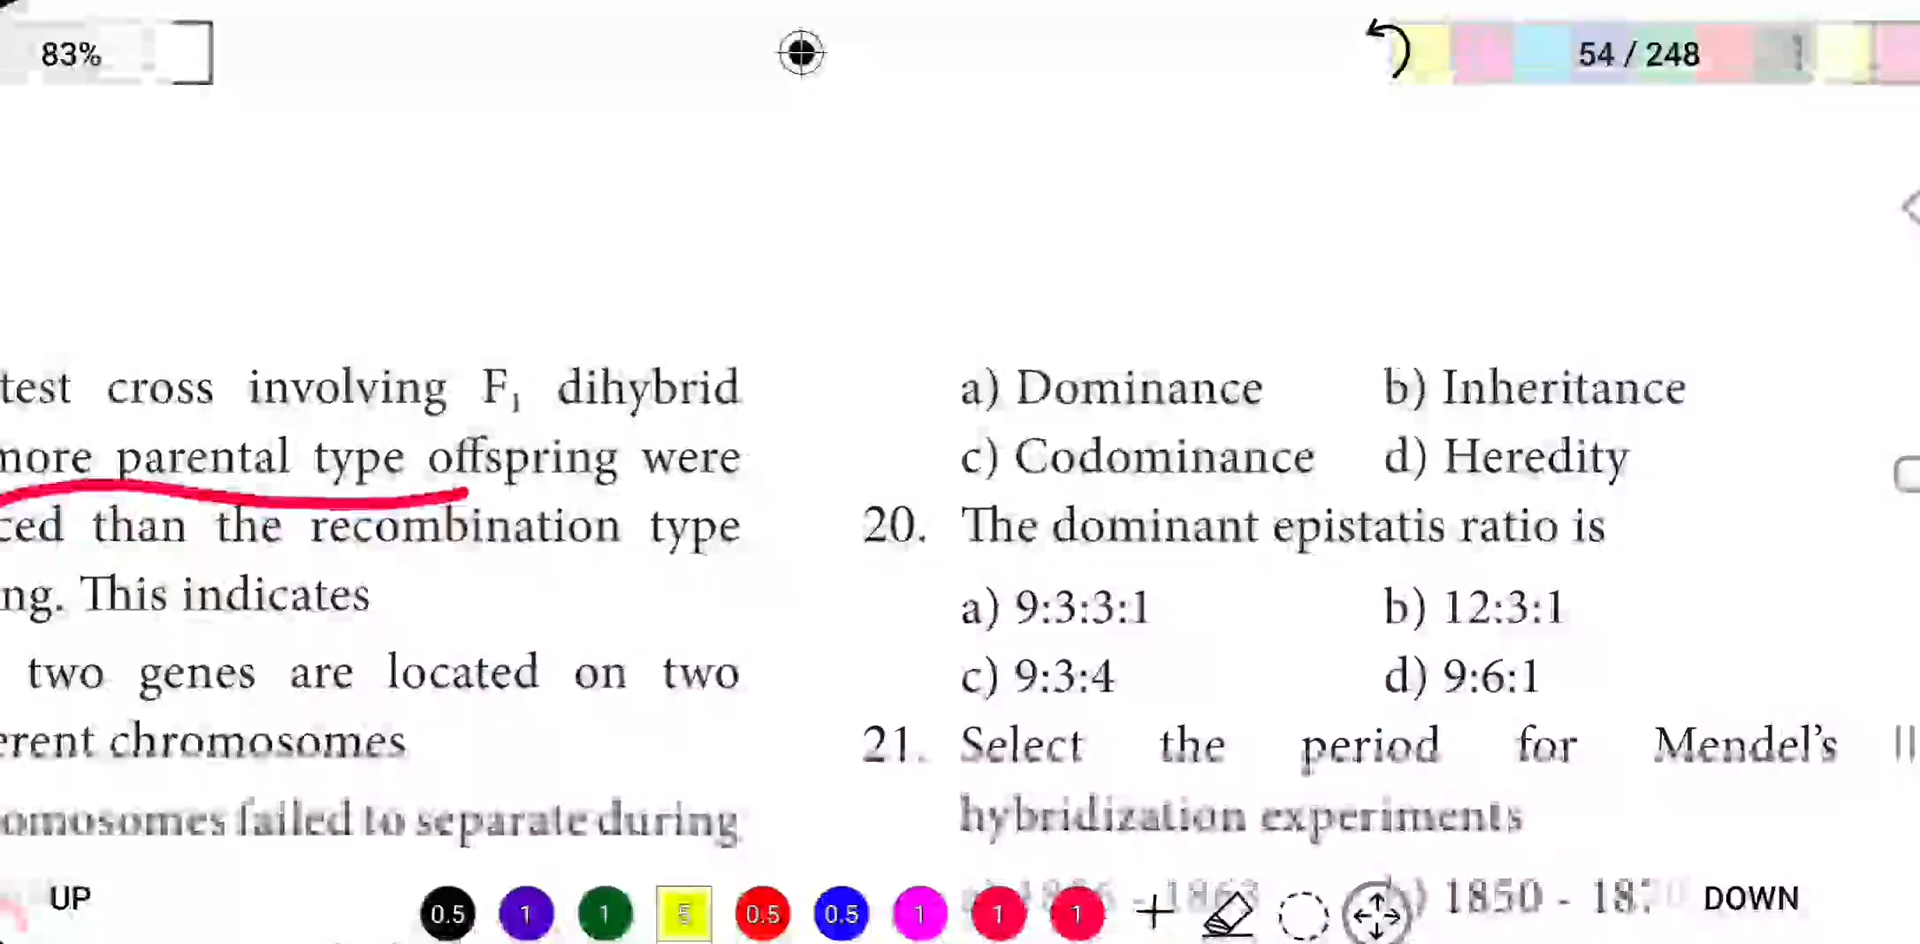 83%
54 / 248
test cross involving F₁ dihybrid
more parental type offspring were
ced than the recombination type
ng. This indicates
two genes are located on two
erent chromosomes
omosomes failed to separate during
a) Dominance b) Inheritance
c) Codominance d) Heredity
20. The dominant epistatis ratio is
a) 9:3:3:1 b) 12:3:1
c) 9:3:4 d) 9:6:1
21. Select the period for Mendel's
hybridization experiments
1850 -
UP
0.5 1 1 5 0.5 0.5 1 1 1
DOWN